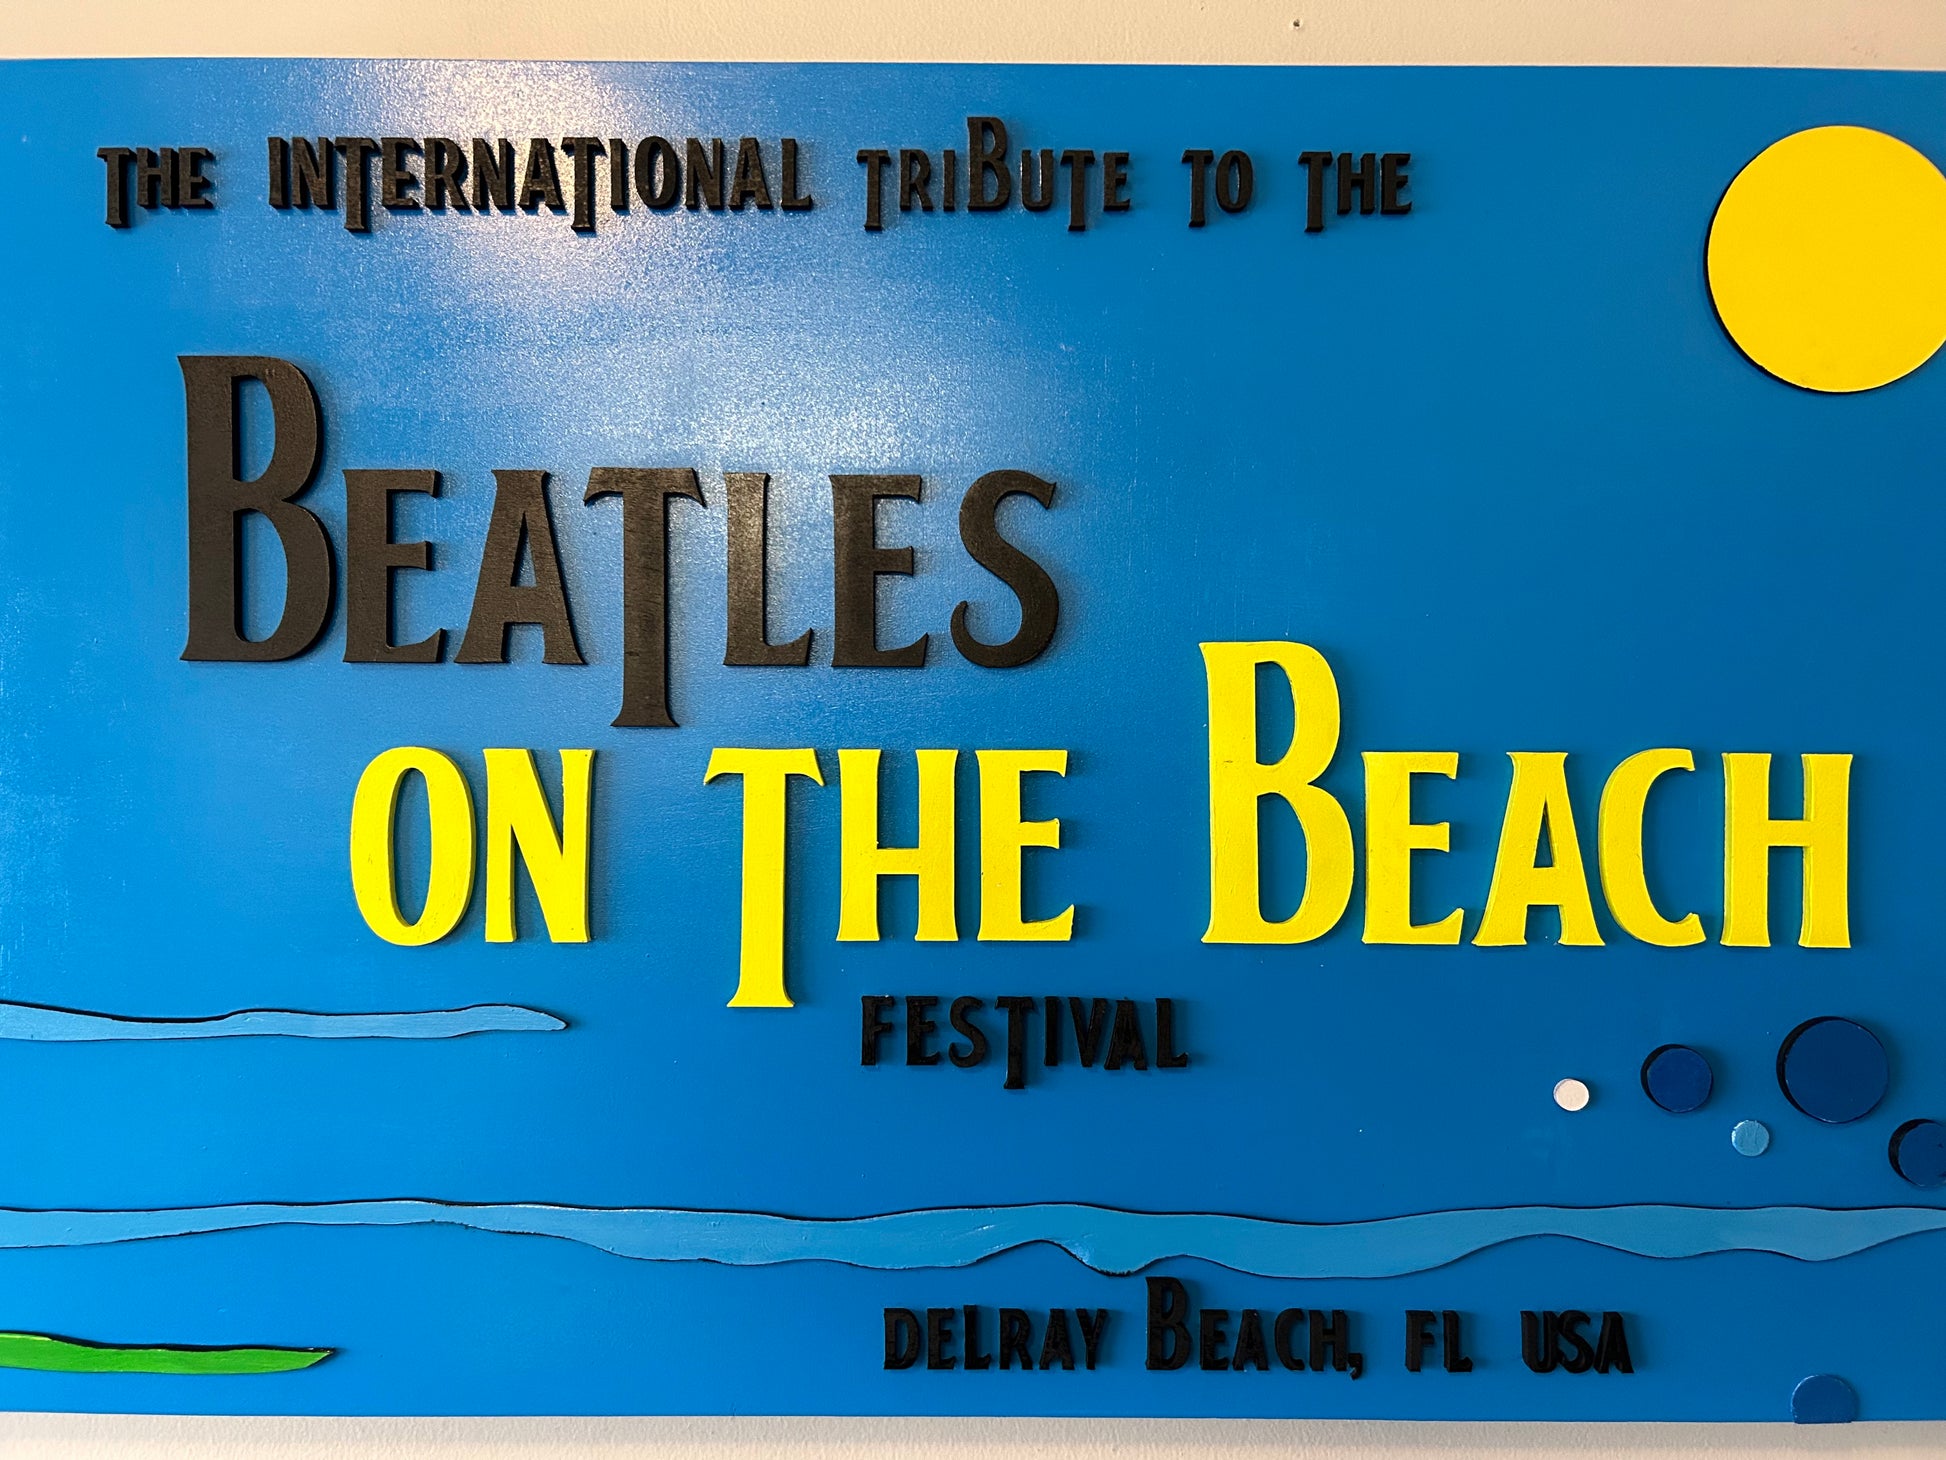 THE INTERNATIONAL TRIBUTE TO THE
BEATLES
ON THE BEACH
FESTIVAL
DELRAY BEACH, FL USA